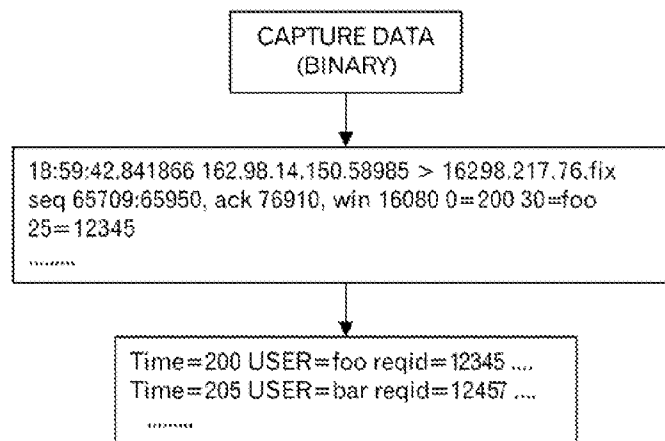 CAPTURE DATA
(BINARY)
18:59:42.841866 162.98.14.150.58985 > 16298.217.76.fix
seq 65709:65950, ack 76910, win 16080 0=200 30=foo
25=12345
.........
Time=200 USER=foo reqid=12345 ....
Time=205 USER=bar reqid=12457 ....
.........